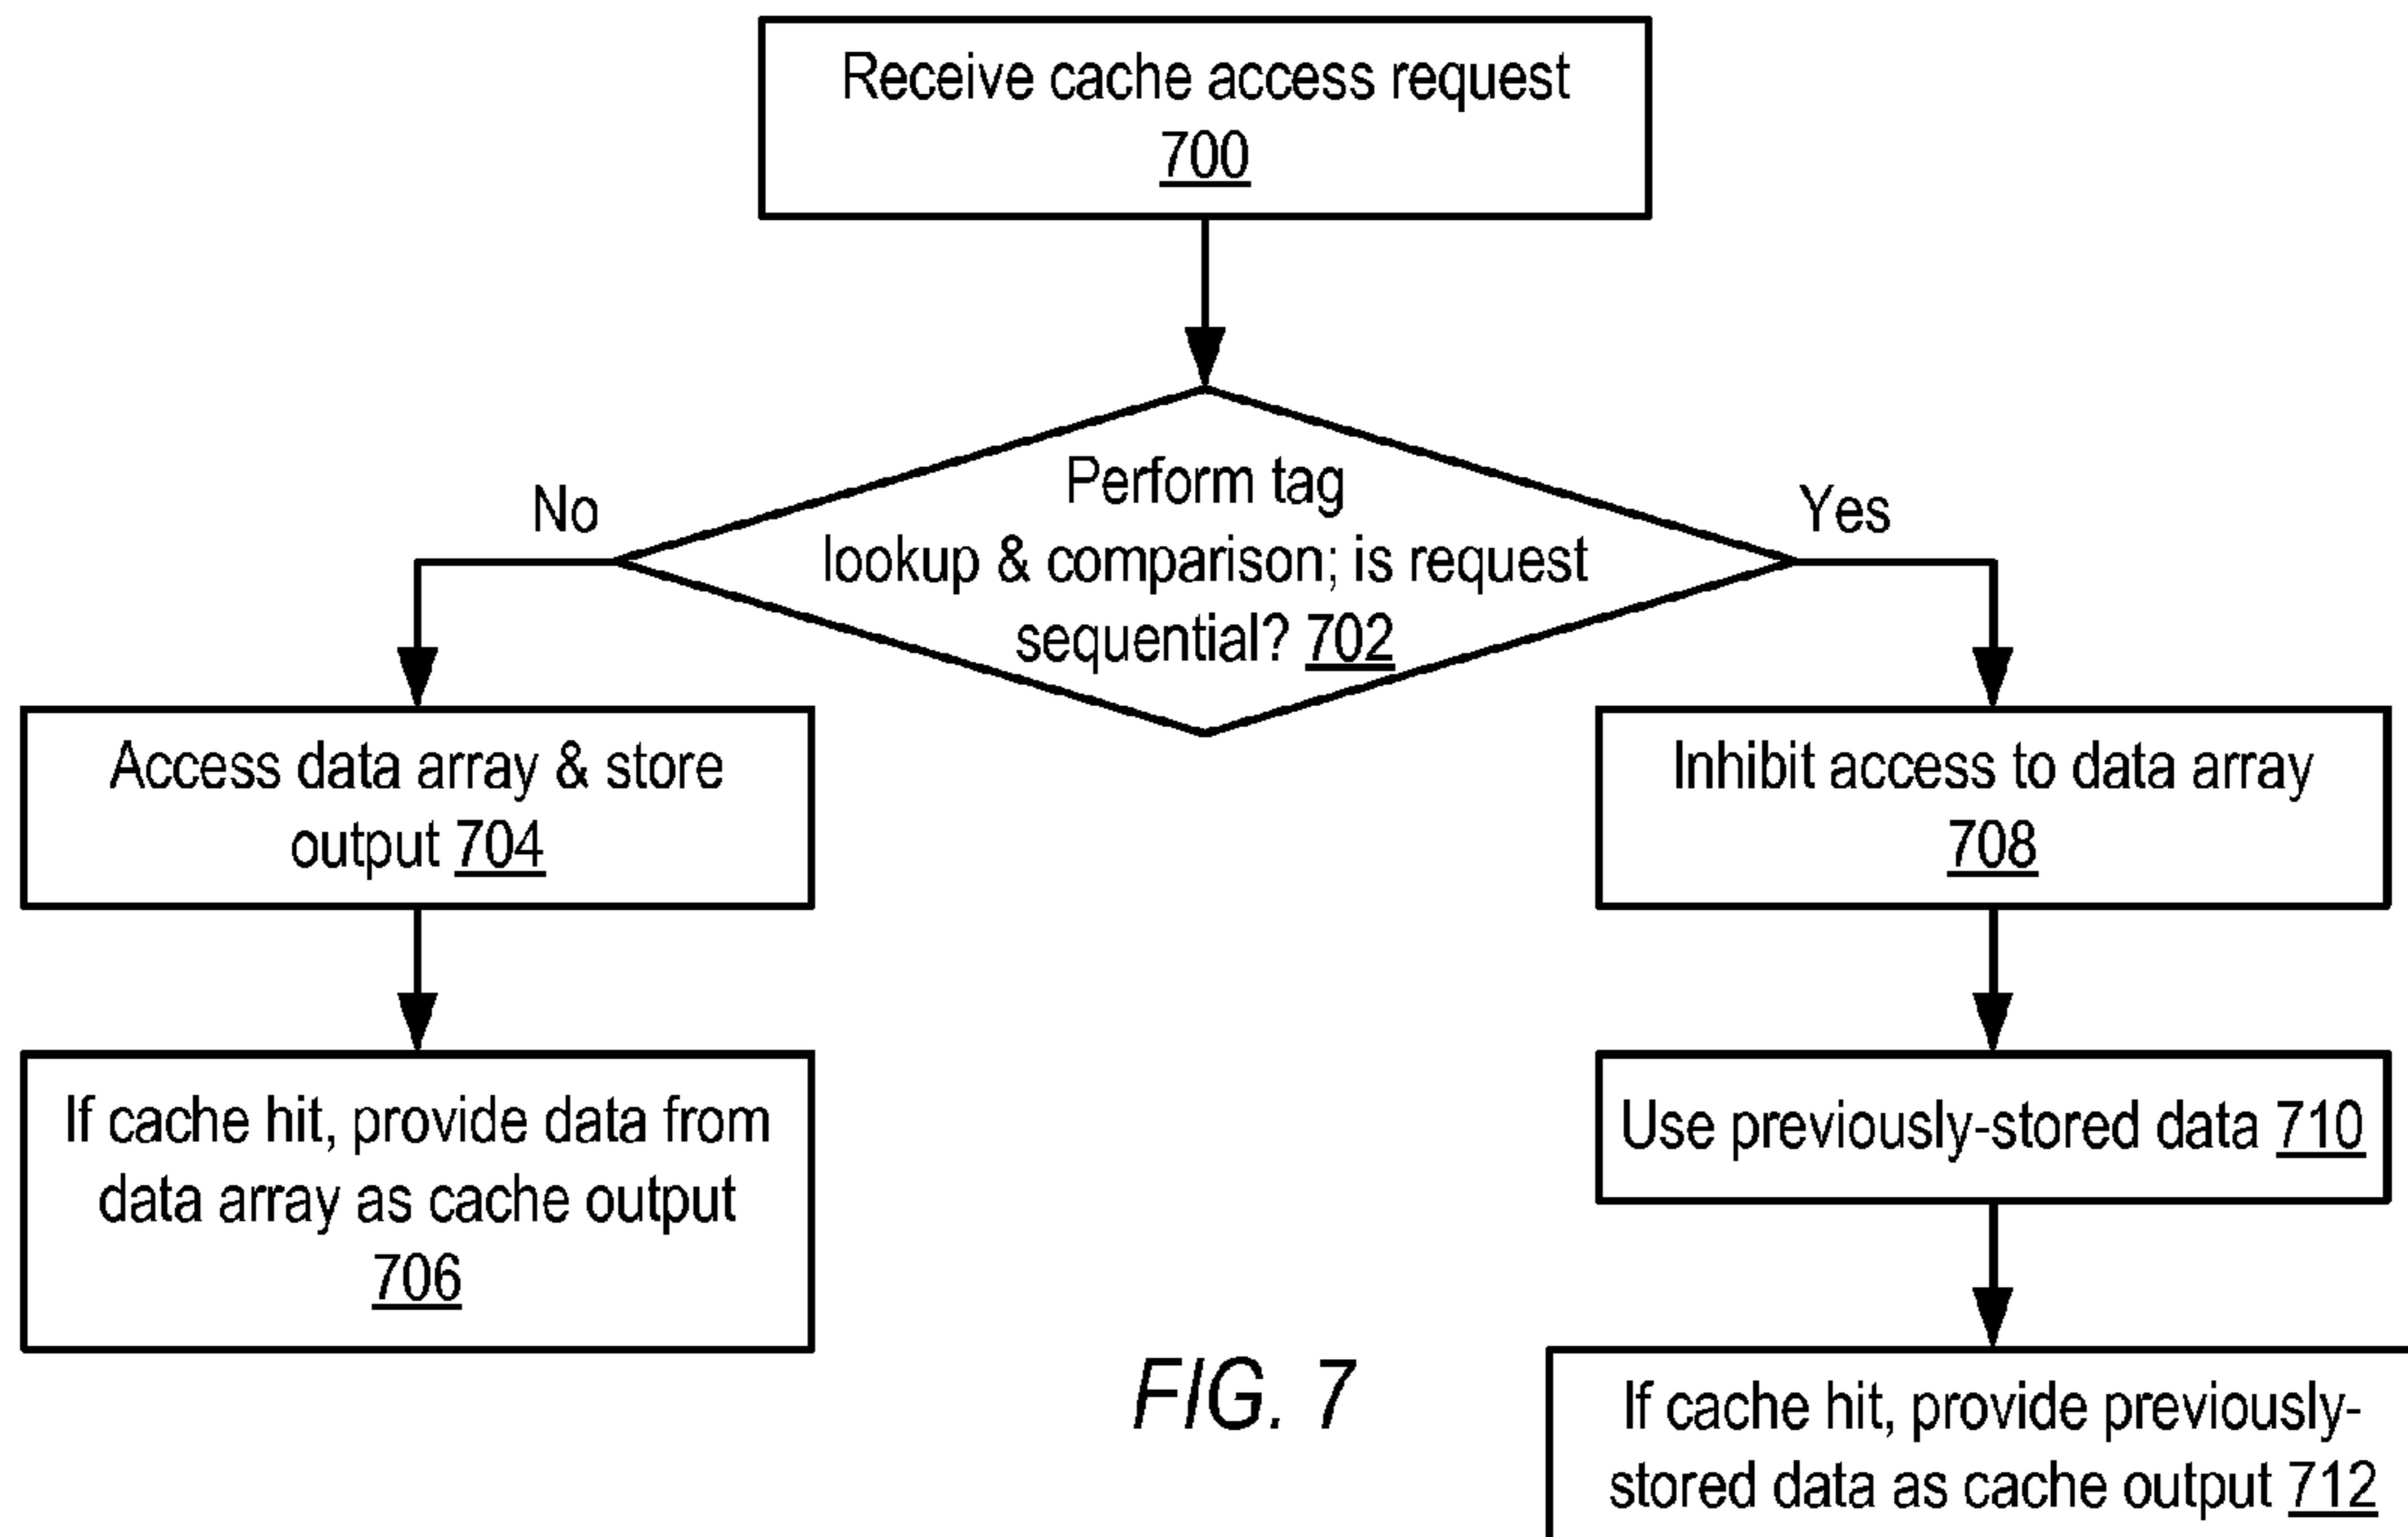 Receive cache access request
700
Perform tag
lookup & comparison; is request
sequential? 702
No
Yes
Access data array & store
output 704
If cache hit, provide data from
data array as cache output
706
Inhibit access to data array
708
Use previously-stored data 710
If cache hit, provide previously-
stored data as cache output 712
FIG. 7